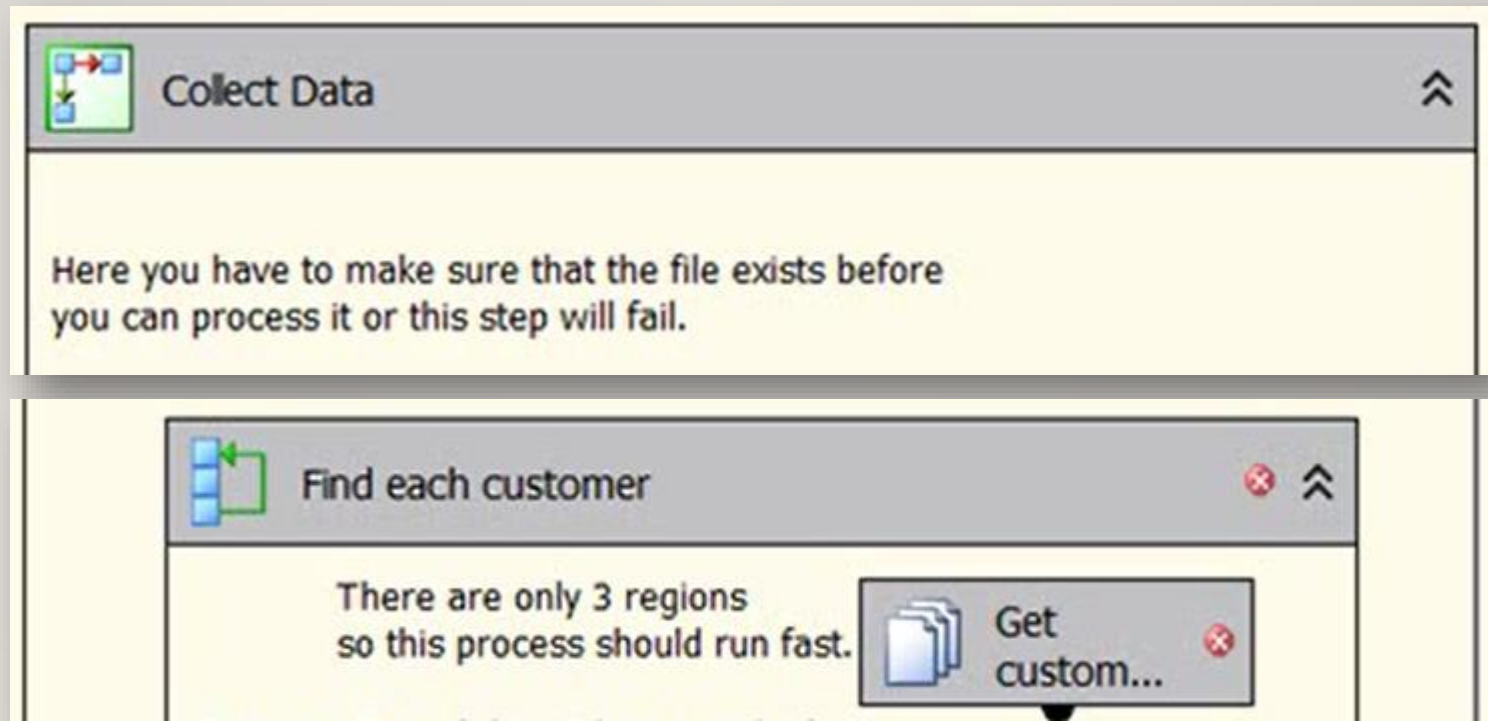 Collect Data
Here you have to make sure that the file exists before
you can process it or this step will fail.
Find each customer
There are only 3 regions
so this process should run fast.
Get
custom...